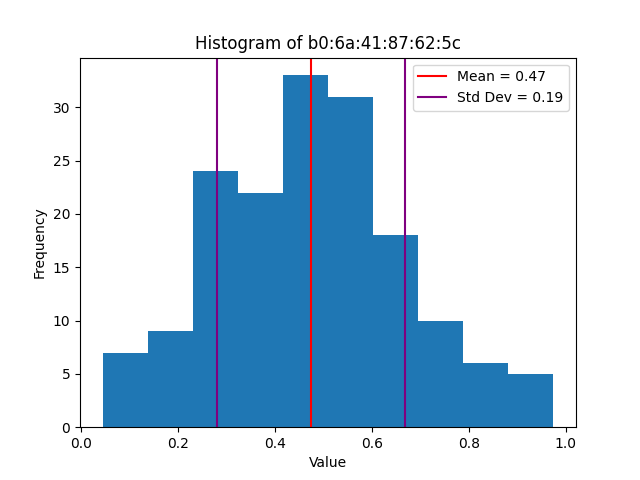 Histogram of b0:6a:41:87:62:5c
Mean = 0.47
Std Dev = 0.19
Frequency
30
25
20
15
10
5
0
0.0 0.2 0.4 0.6 0.8 1.0
Value